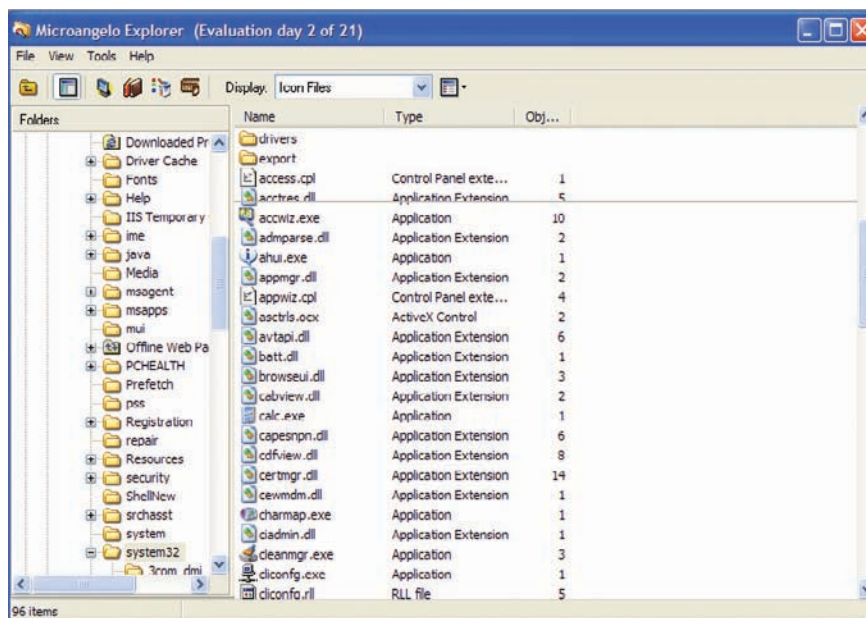 Microangelo Explorer (Evaluation day 2 of 21)
File View Tools Help
Display: Icon Files
Folders
Downloaded Pr
Driver Cache
Fonts
Help
IIS Temporary
ime
java
Media
msagent
msapps
mui
Offline Web Pa
PCHEALTH
Prefetch
pss
Registration
repair
Resources
security
ShellNew
srchasst
system
system32
3com_dmi
Name Type Obj...
drivers
export
access.cpl Control Panel exte... 1
acctres.dll Application Extension 5
accwiz.exe Application 10
admparse.dll Application Extension 2
ahui.exe Application 1
appmgr.dll Application Extension 2
appwiz.cpl Control Panel exte... 4
asctrls.ocx ActiveX Control 2
avtapi.dll Application Extension 6
batt.dll Application Extension 1
browseui.dll Application Extension 3
cabview.dll Application Extension 2
calc.exe Application 1
capesnpn.dll Application Extension 6
cdfview.dll Application Extension 8
certmgr.dll Application Extension 14
cewmdm.dll Application Extension 1
charmap.exe Application 1
ciadmin.dll Application Extension 1
cleanmgr.exe Application 3
cliconfg.exe Application 1
cliconfg.rll RLL file 5
96 items